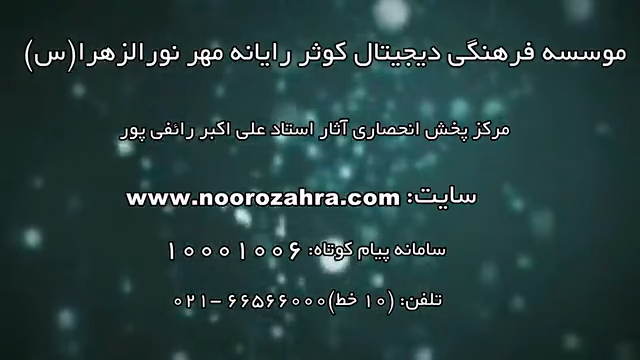 موسسه فرهنگی دیجیتال کوثر رایانه مهر نورالزهرا(س)
مرکز پخش انحصاری آثار استاد علی اکبر رائفی پور
سایت: www.noorozahra.com
سامانه پیام کوتاه: ۱۰۰۰۱۰۰۶
تلفن: (۱۰ خط)۶۶۵۶۶۰۰۰ -۰۲۱